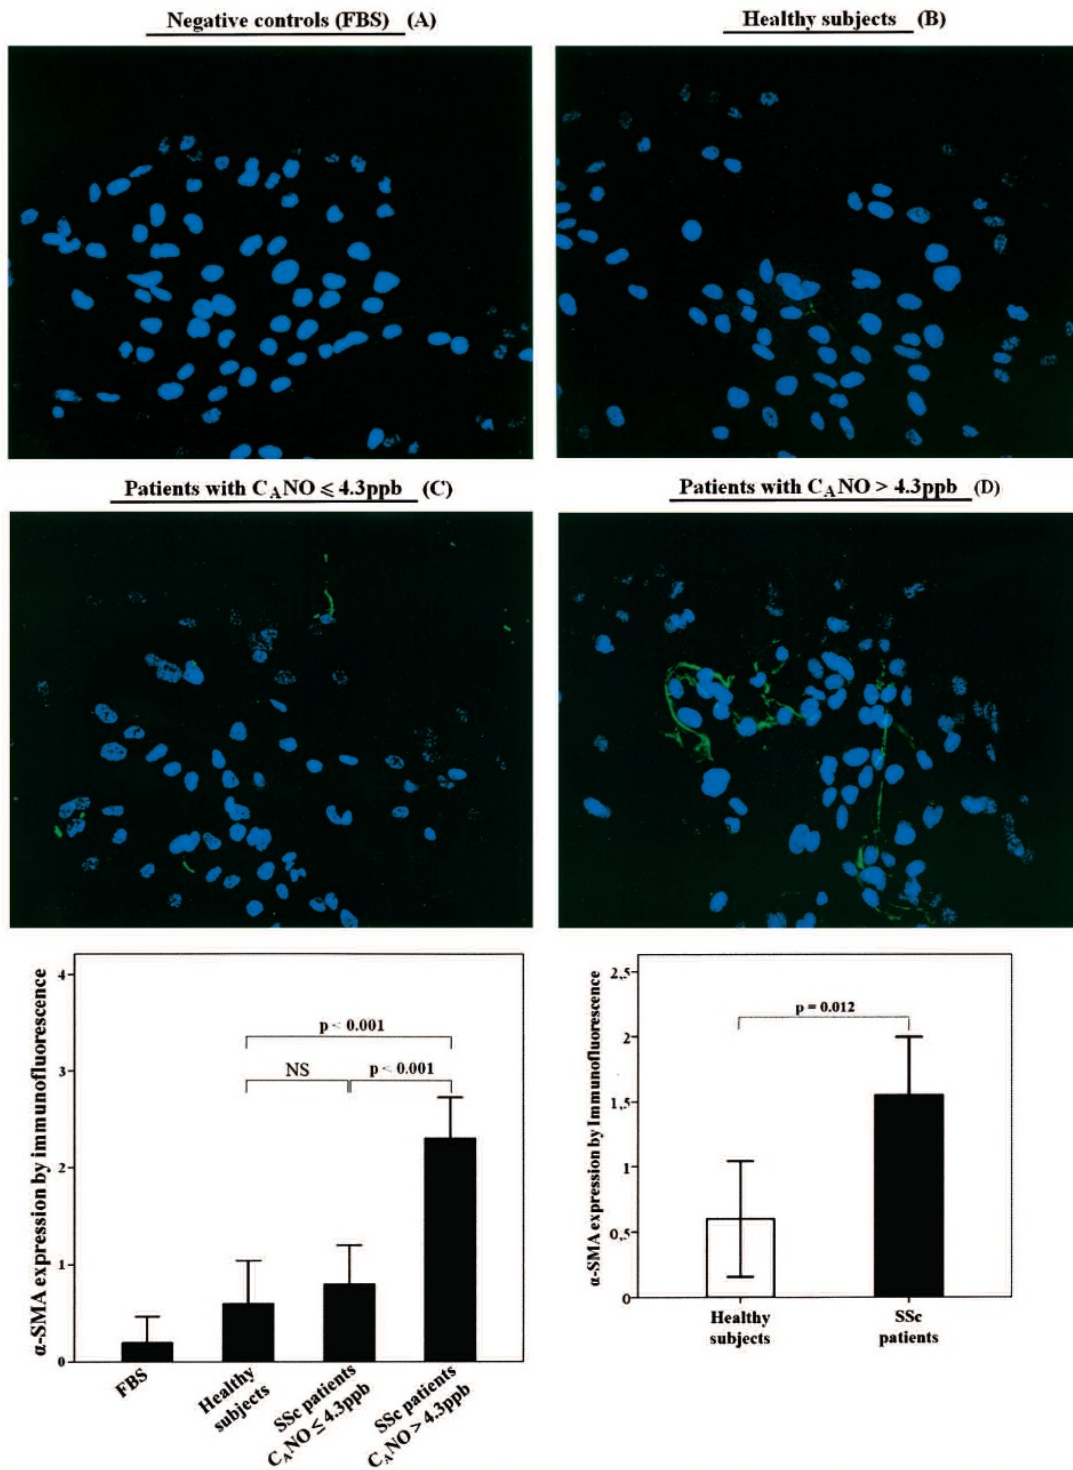 Negative controls (FBS) (A)
Healthy subjects (B)
Patients with CANO ⩽ 4.3ppb (C)
Patients with CANO > 4.3ppb (D)
α-SMA expression by immunofluorescence
4
3
2
1
0
p < 0.001
NS
p < 0.001
FBS
Healthy
subjects
SSc patients
CANO ≤ 4.3ppb
SSc patients
CANO > 4.3ppb
α-SMA expression by Immunofluorescence
2,5
2
1,5
1
0,5
0
p = 0.012
Healthy
subjects
SSc
patients